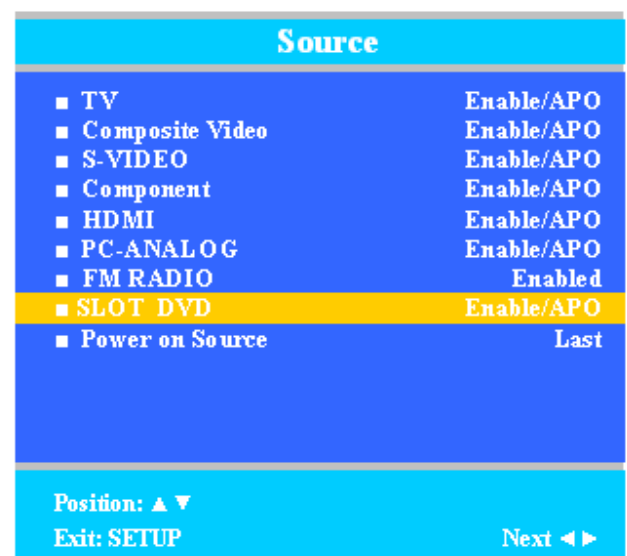 Source
■ TV Enable/APO
■ Composite Video Enable/APO
■ S-VIDEO Enable/APO
■ Component Enable/APO
■ HDMI Enable/APO
■ PC-ANALOG Enable/APO
■ FM RADIO Enabled
■ SLOT DVD Enable/APO
■ Power on Source Last
Position: ▲ ▼
Exit: SETUP Next ◀ ▶